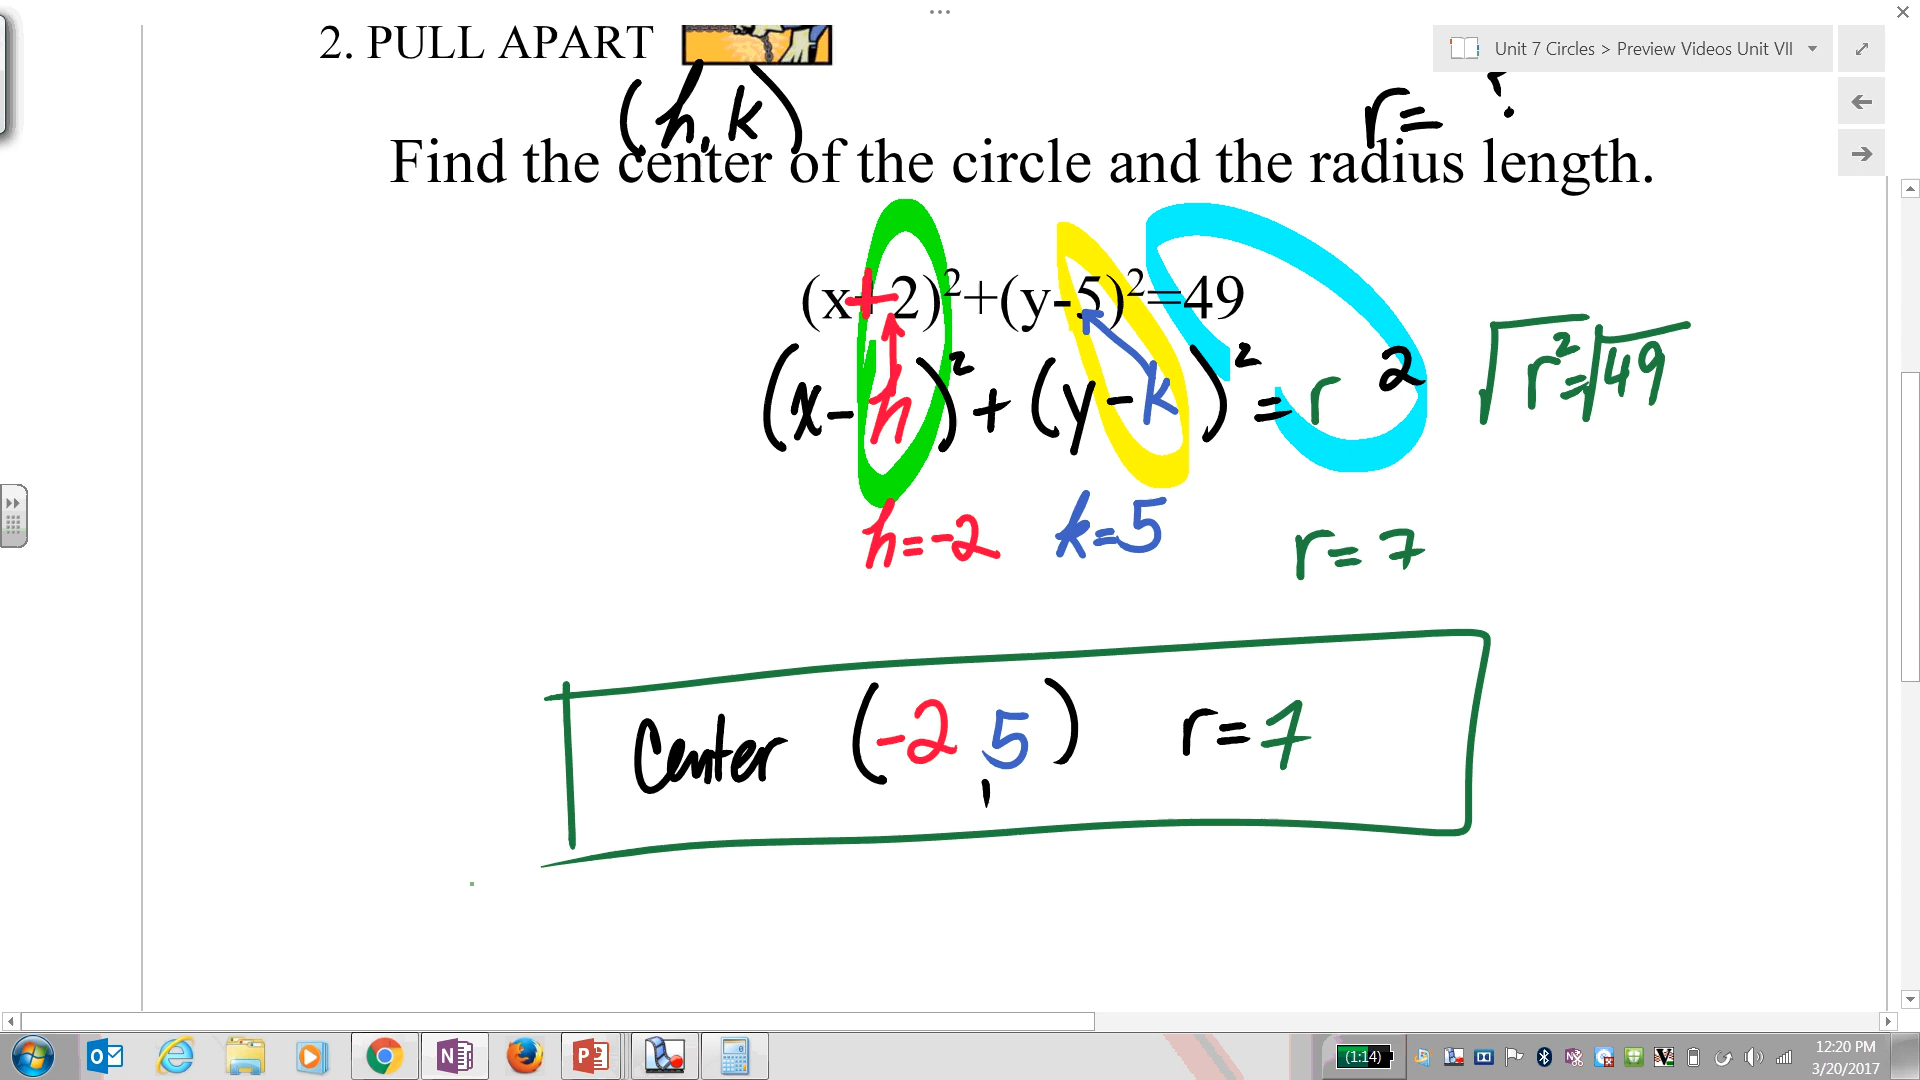 2. PULL APART
Unit 7 Circles > Preview Videos Unit VII
(h,k)
r= ?
Find the center of the circle and the radius length.
(x+2)²+(y-5)²=49
(x-h)²+(y-k)²=r²
√r²=√49
h=-2
k=5
r=7
Center (-2,5) r=7
(1:14)
12:20 PM
3/20/2017